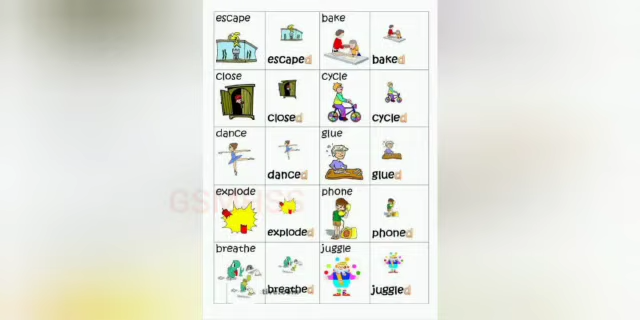 escape
bake
escaped
baked
close
cycle
closed
cycled
dance
glue
danced
glued
explode
phone
exploded
phoned
breathe
juggle
breathed
juggled